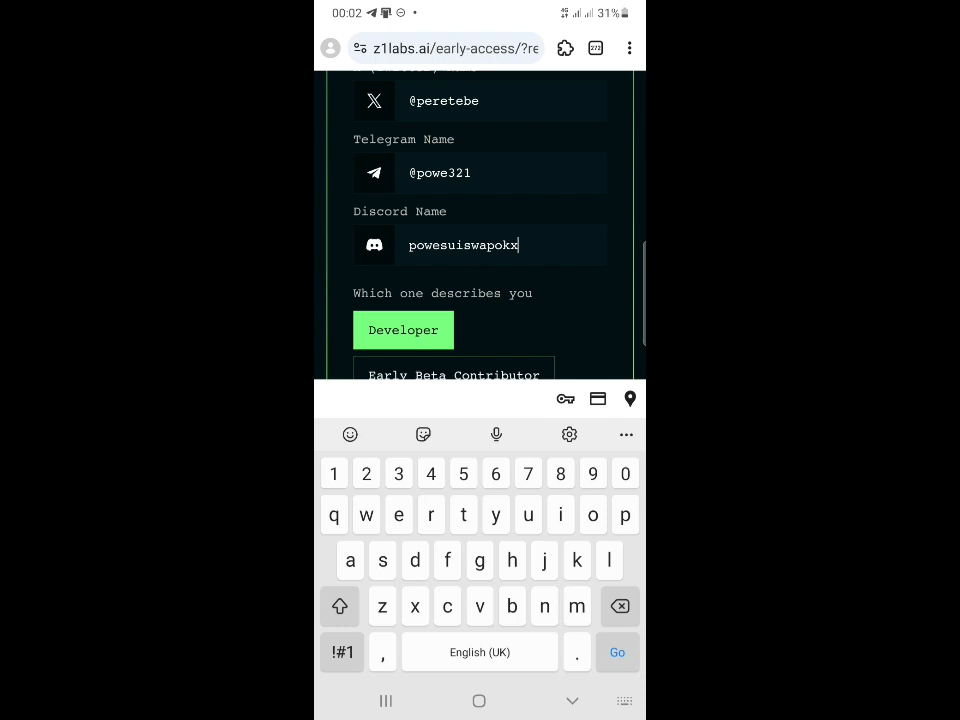 00:02 31%
z1labs.ai/early-access/?re 272
@peretebe
Telegram Name
@powe321
Discord Name
powesuiswapokx
Which one describes you
Developer
Early Beta Contributor
1 2 3 4 5 6 7 8 9 0
q w e r t y u i o p
a s d f g h j k l
z x c v b n m
!#1 , English (UK) . Go